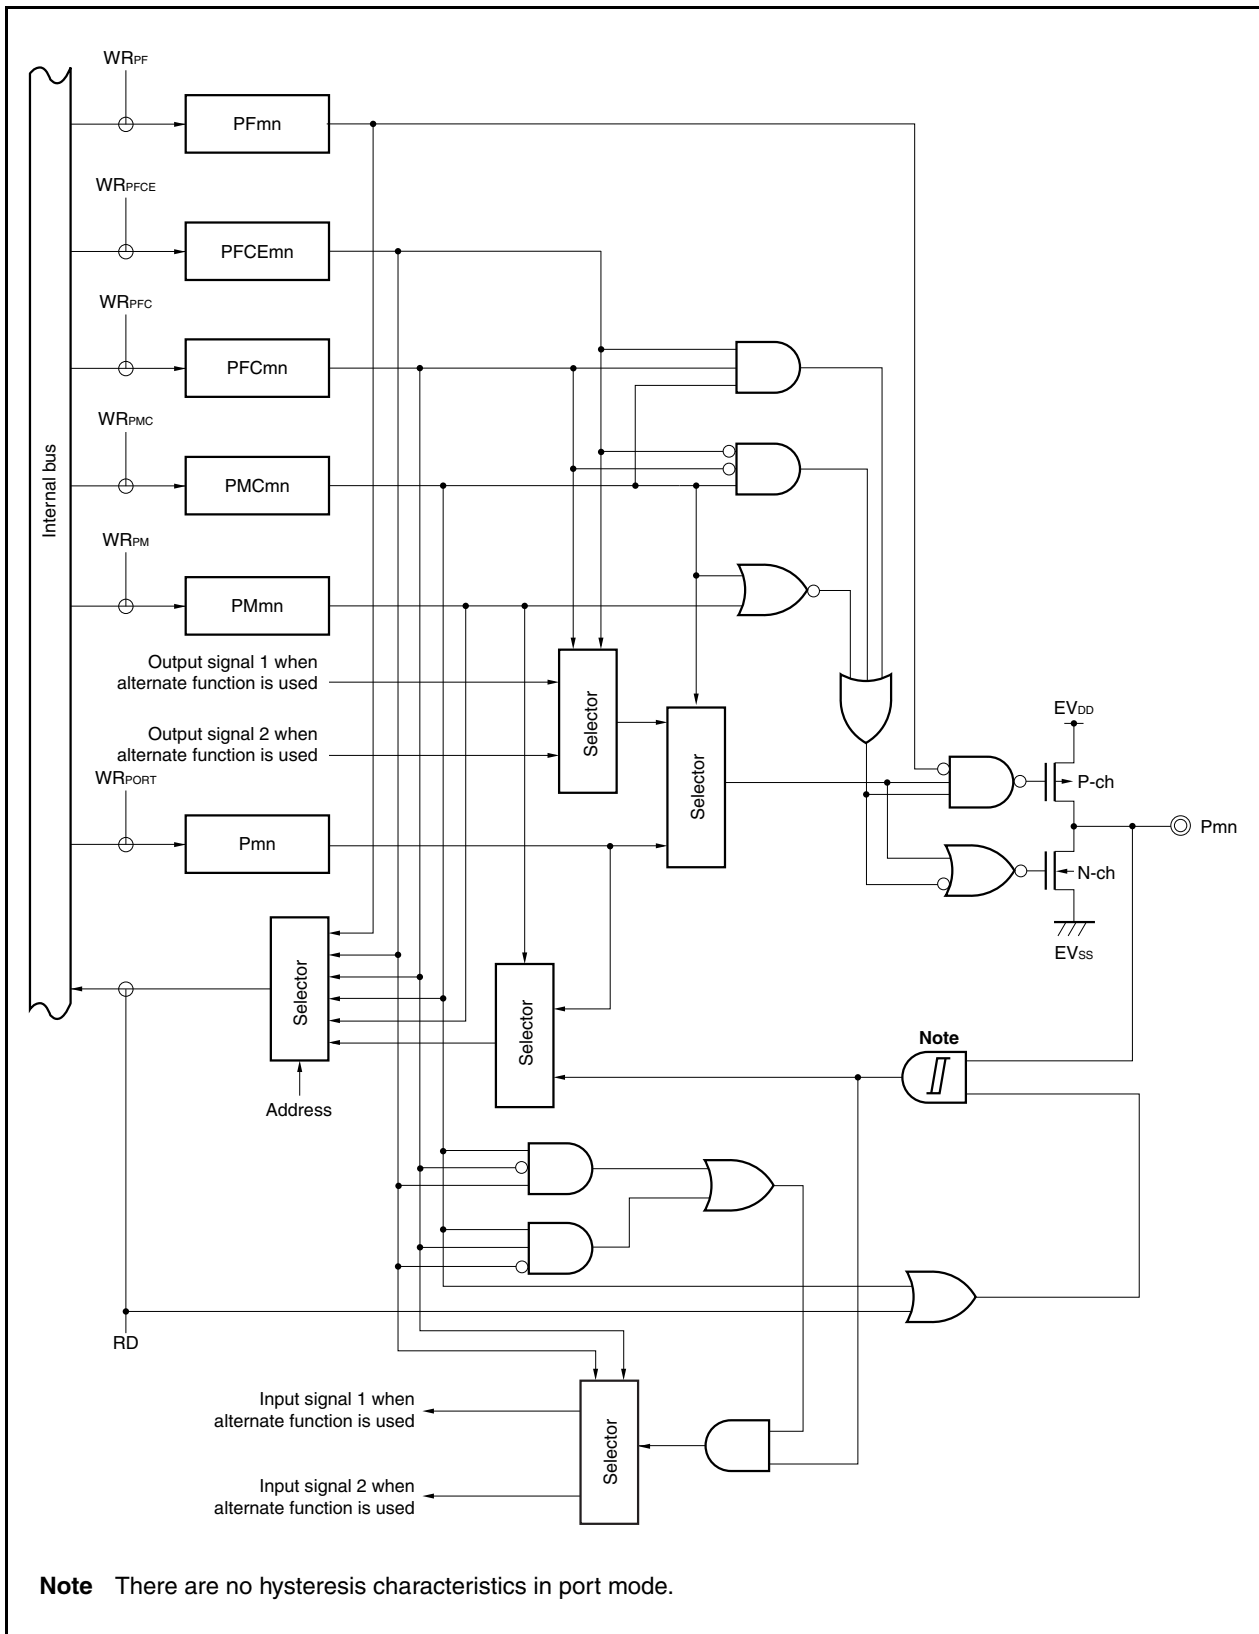 WRPF
PFmn
WRPFCE
PFCEmn
WRPFC
PFCmn
WRPMC
PMCmn
Internal bus
WRPM
PMmn
Output signal 1 when
alternate function is used
Output signal 2 when
alternate function is used
Selector
Selector
WRPORT
Pmn
EVDD
P-ch
Pmn
N-ch
EVSS
Selector
Selector
Address
Note
RD
Input signal 1 when
alternate function is used
Input signal 2 when
alternate function is used
Selector
Note There are no hysteresis characteristics in port mode.